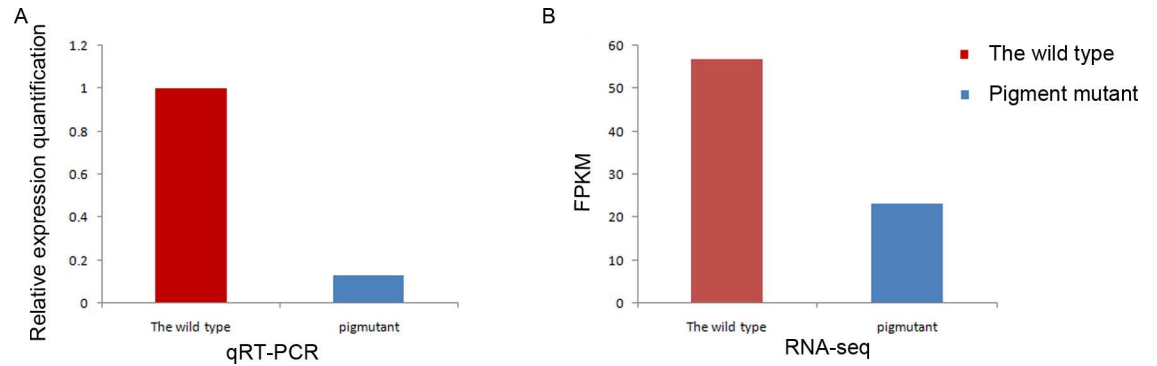 A
Relative expression quantification
1.2
1
0.8
0.6
0.4
0.2
0
The wild type
pigmutant
qRT-PCR
B
FPKM
60
50
40
30
20
10
0
The wild type
pigmutant
RNA-seq
The wild type
Pigment mutant